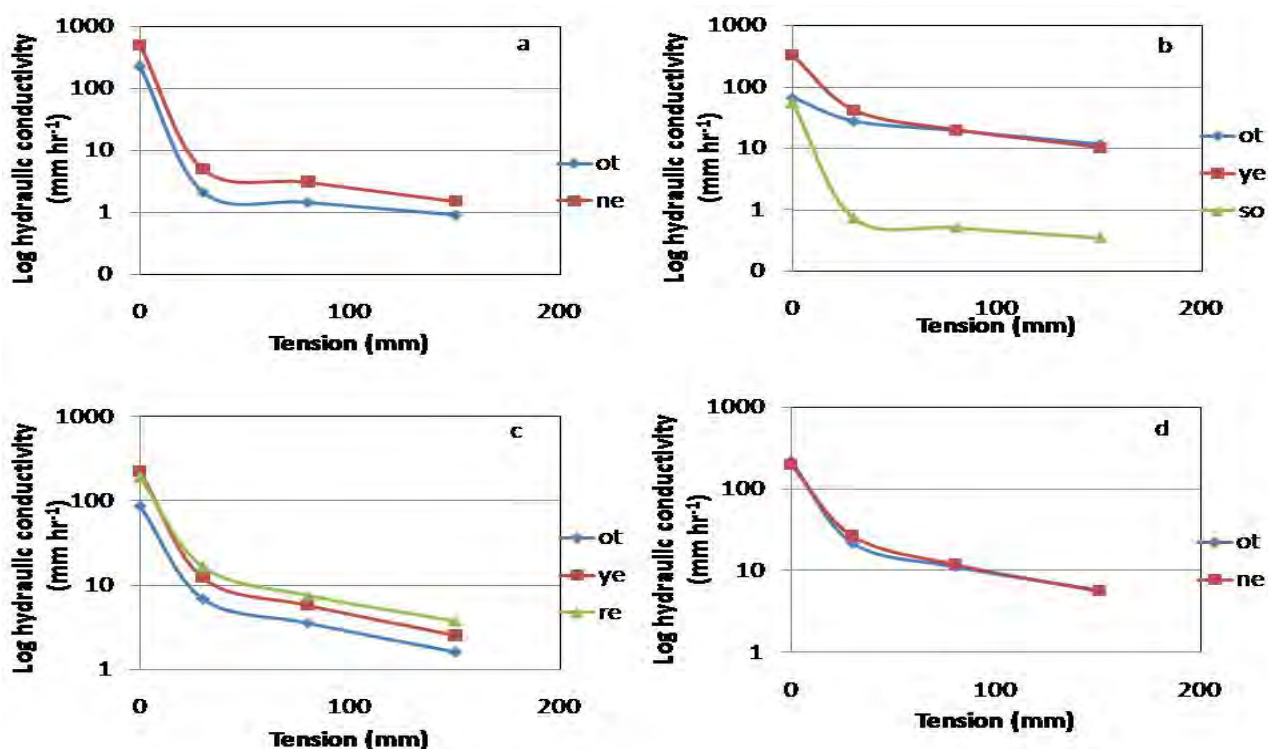 Log hydraulic conductivity
(mm hr-1)
1000
100
10
1
0
a
ot
ne
0
100
200
Tension (mm)
Log hydraulic conductivity
(mm hr-1)
1000
100
10
1
0
b
ot
ye
so
0
100
200
Tension (mm)
Log hydraulic conductivity
(mm hr-1)
1000
100
10
1
c
ot
ye
re
0
100
200
Tension (mm)
Log hydraulic conductivity
(mm hr-1)
1000
100
10
1
d
ot
ne
0
100
200
Tension (mm)